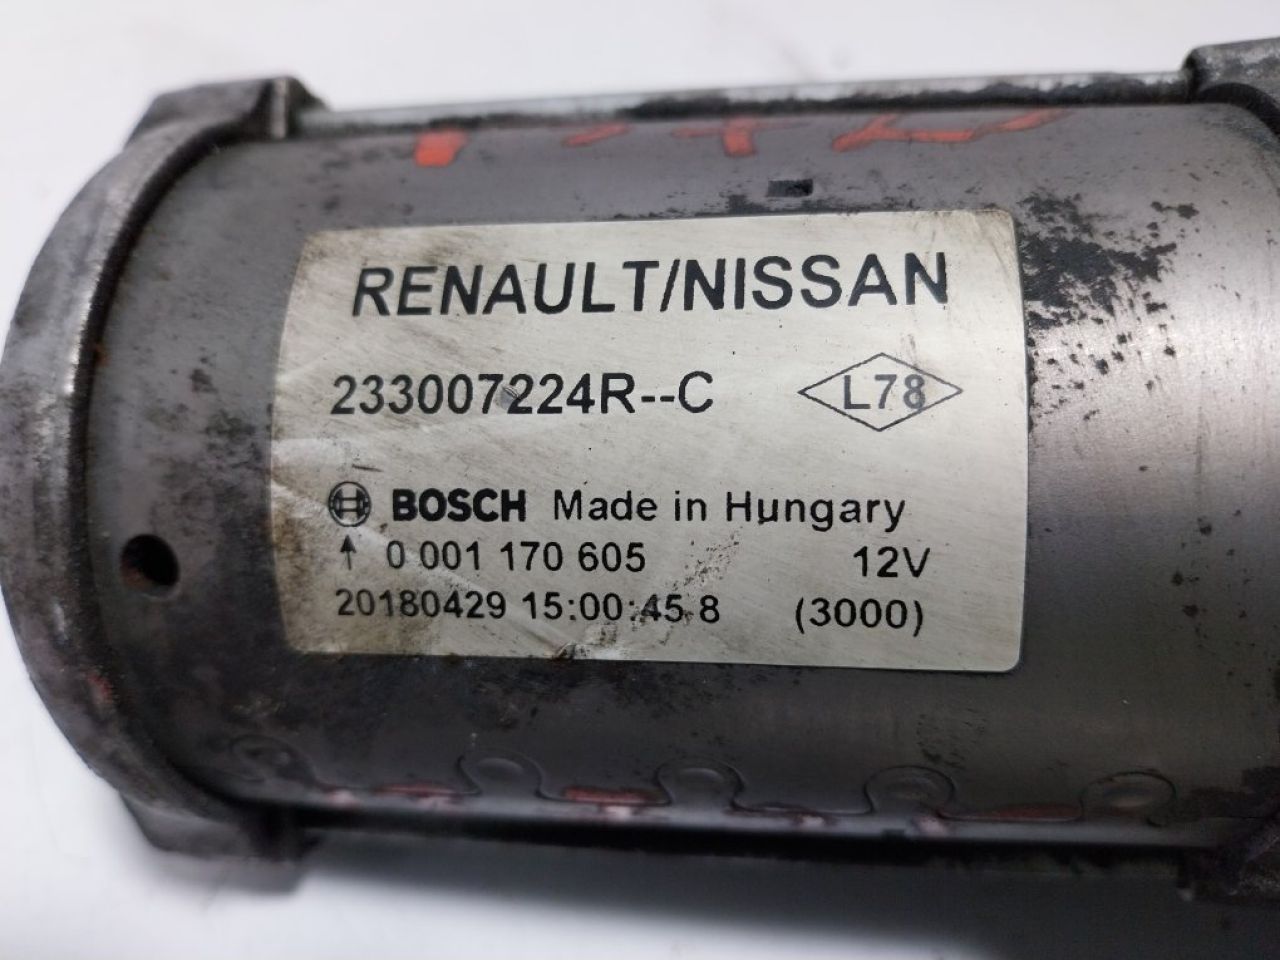 RENAULT/NISSAN
233007224R--C L78
BOSCH Made in Hungary
↑ 0 001 170 605 12V
20180429 15:00:45.8 (3000)